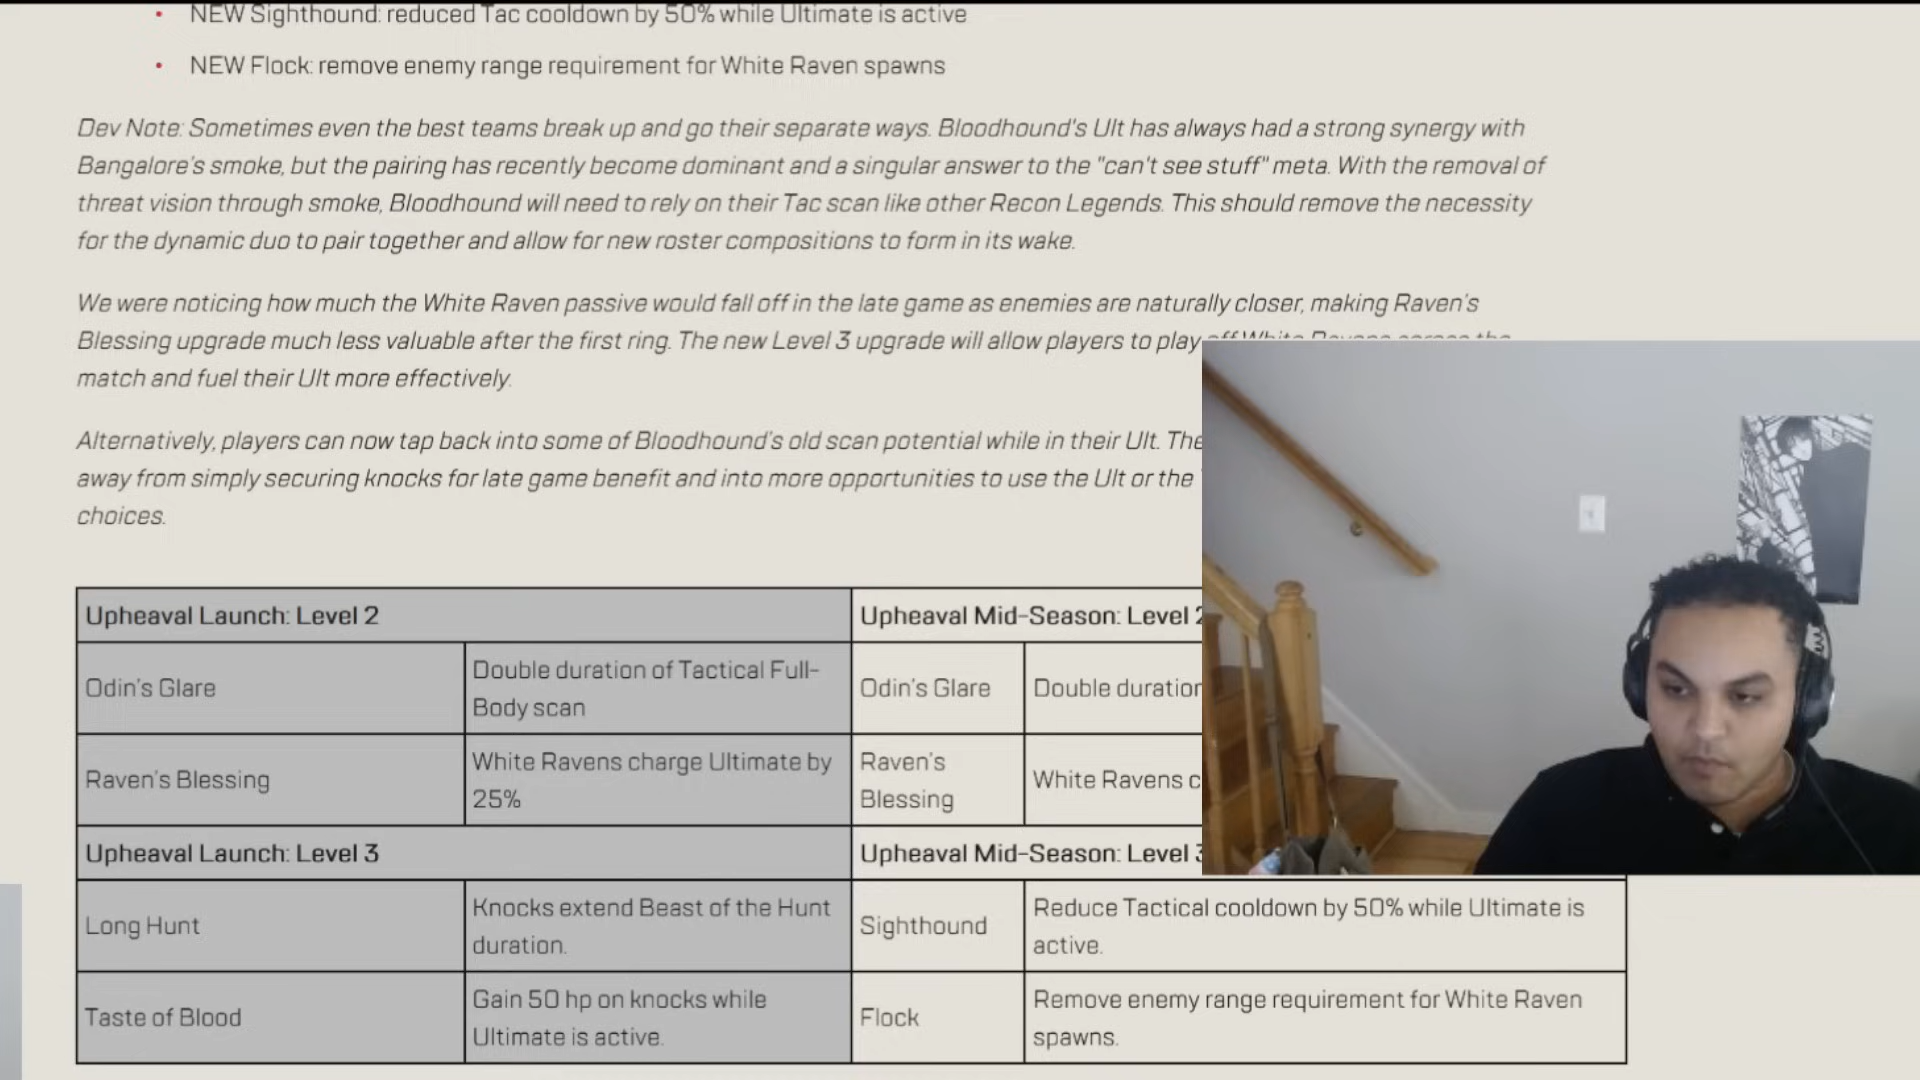 NEW Sighthound: reduced Tac cooldown by 50% while Ultimate is active
NEW Flock: remove enemy range requirement for White Raven spawns
Dev Note: Sometimes even the best teams break up and go their separate ways. Bloodhound's Ult has always had a strong synergy with
Bangalore's smoke, but the pairing has recently become dominant and a singular answer to the "can't see stuff" meta. With the removal of
threat vision through smoke, Bloodhound will need to rely on their Tac scan like other Recon Legends. This should remove the necessity
for the dynamic duo to pair together and allow for new roster compositions to form in its wake.
We were noticing how much the White Raven passive would fall off in the late game as enemies are naturally closer, making Raven's
Blessing upgrade much less valuable after the first ring. The new Level 3 upgrade will allow players to play off White Ravens across the
match and fuel their Ult more effectively.
Alternatively, players can now tap back into some of Bloodhound's old scan potential while in their Ult. The
away from simply securing knocks for late game benefit and into more opportunities to use the Ult or the
choices.
Upheaval Launch: Level 2
Upheaval Mid-Season: Level 2
Odin's Glare
Double duration of Tactical Full-
Body scan
Odin's Glare
Double duration
Raven's Blessing
White Ravens charge Ultimate by
25%
Raven's
Blessing
White Ravens c
Upheaval Launch: Level 3
Upheaval Mid-Season: Level 3
Long Hunt
Knocks extend Beast of the Hunt
duration.
Sighthound
Reduce Tactical cooldown by 50% while Ultimate is
active.
Taste of Blood
Gain 50 hp on knocks while
Ultimate is active.
Flock
Remove enemy range requirement for White Raven
spawns.